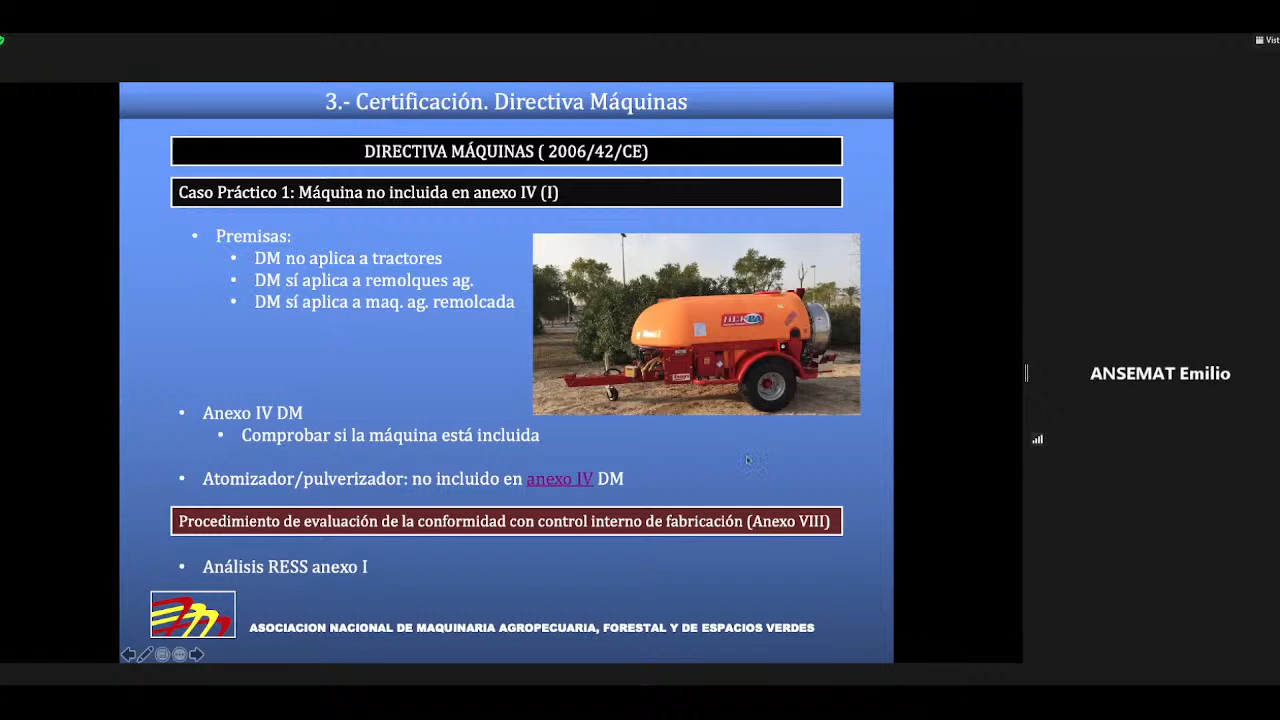 Vist
3.- Certificación. Directiva Máquinas
DIRECTIVA MÁQUINAS ( 2006/42/CE)
Caso Práctico 1: Máquina no incluida en anexo IV (I)
• Premisas:
• DM no aplica a tractores
• DM sí aplica a remolques ag.
• DM sí aplica a maq. ag. remolcada
HERPA
ANSEMAT Emilio
• Anexo IV DM
• Comprobar si la máquina está incluida
• Atomizador/pulverizador: no incluido en anexo IV DM
Procedimiento de evaluación de la conformidad con control interno de fabricación (Anexo VIII)
• Análisis RESS anexo I
ASOCIACION NACIONAL DE MAQUINARIA AGROPECUARIA, FORESTAL Y DE ESPACIOS VERDES